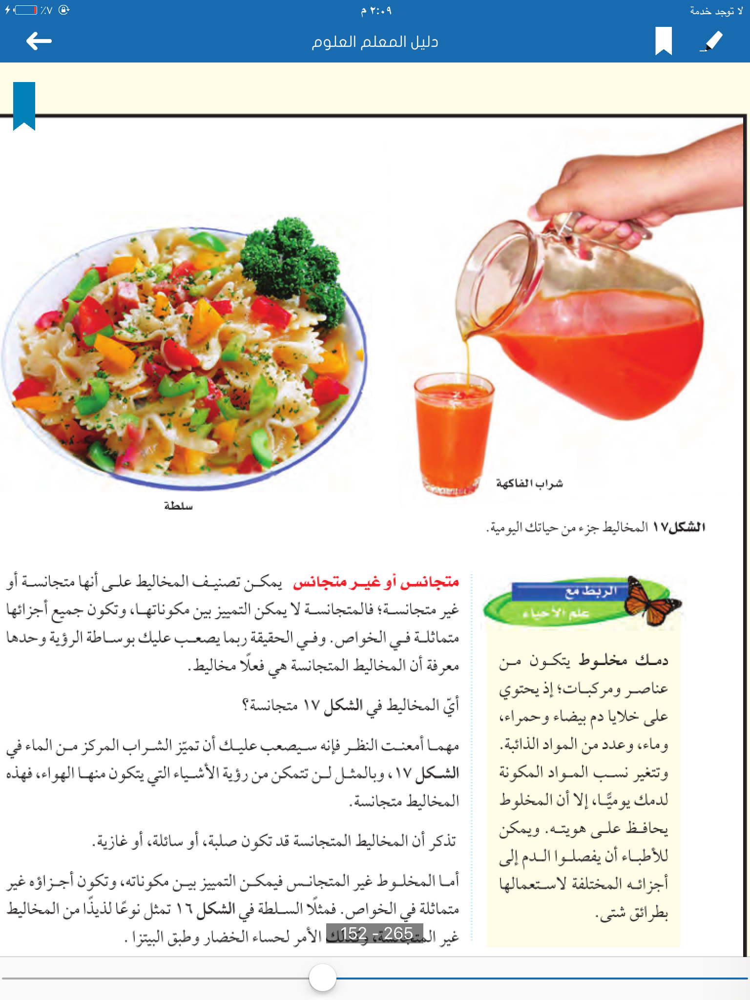 لا توجد خدمة
٢:٠٩ م
٪٧
دليل المعلم العلوم
شراب الفاكهة
سلطة
الشكل١٧ المخاليط جزء من حياتك اليومية.
الربط مع
علم الأحياء
دمك مخلوط يتكون من
عناصر ومركبات؛ إذ يحتوي
على خلايا دم بيضاء وحمراء،
وماء، وعدد من المواد الذائبة.
وتتغير نسب المواد المكونة
لدمك يوميًّا، إلا أن المخلوط
يحافظ على هويته. ويمكن
للأطباء أن يفصلوا الدم إلى
أجزائه المختلفة لاستعمالها
بطرائق شتى.
متجانس أو غير متجانس يمكن تصنيف المخاليط على أنها متجانسة أو
غير متجانسة؛ فالمتجانسة لا يمكن التمييز بين مكوناتها، وتكون جميع أجزائها
متماثلة في الخواص. وفي الحقيقة ربما يصعب عليك بوساطة الرؤية وحدها
معرفة أن المخاليط المتجانسة هي فعلًا مخاليط.
أيّ المخاليط في الشكل ١٧ متجانسة؟
مهما أمعنت النظر فإنه سيصعب عليك أن تميّز الشراب المركز من الماء في
الشكل ١٧، وبالمثل لن تتمكن من رؤية الأشياء التي يتكون منها الهواء، فهذه
المخاليط متجانسة.
تذكر أن المخاليط المتجانسة قد تكون صلبة، أو سائلة، أو غازية.
أما المخلوط غير المتجانس فيمكن التمييز بين مكوناته، وتكون أجزاؤه غير
متماثلة في الخواص. فمثلًا السلطة في الشكل ١٦ تمثل نوعًا لذيذًا من المخاليط
غير المتجانسة، وكذلك الأمر لحساء الخضار وطبق البيتزا .
152 - 265